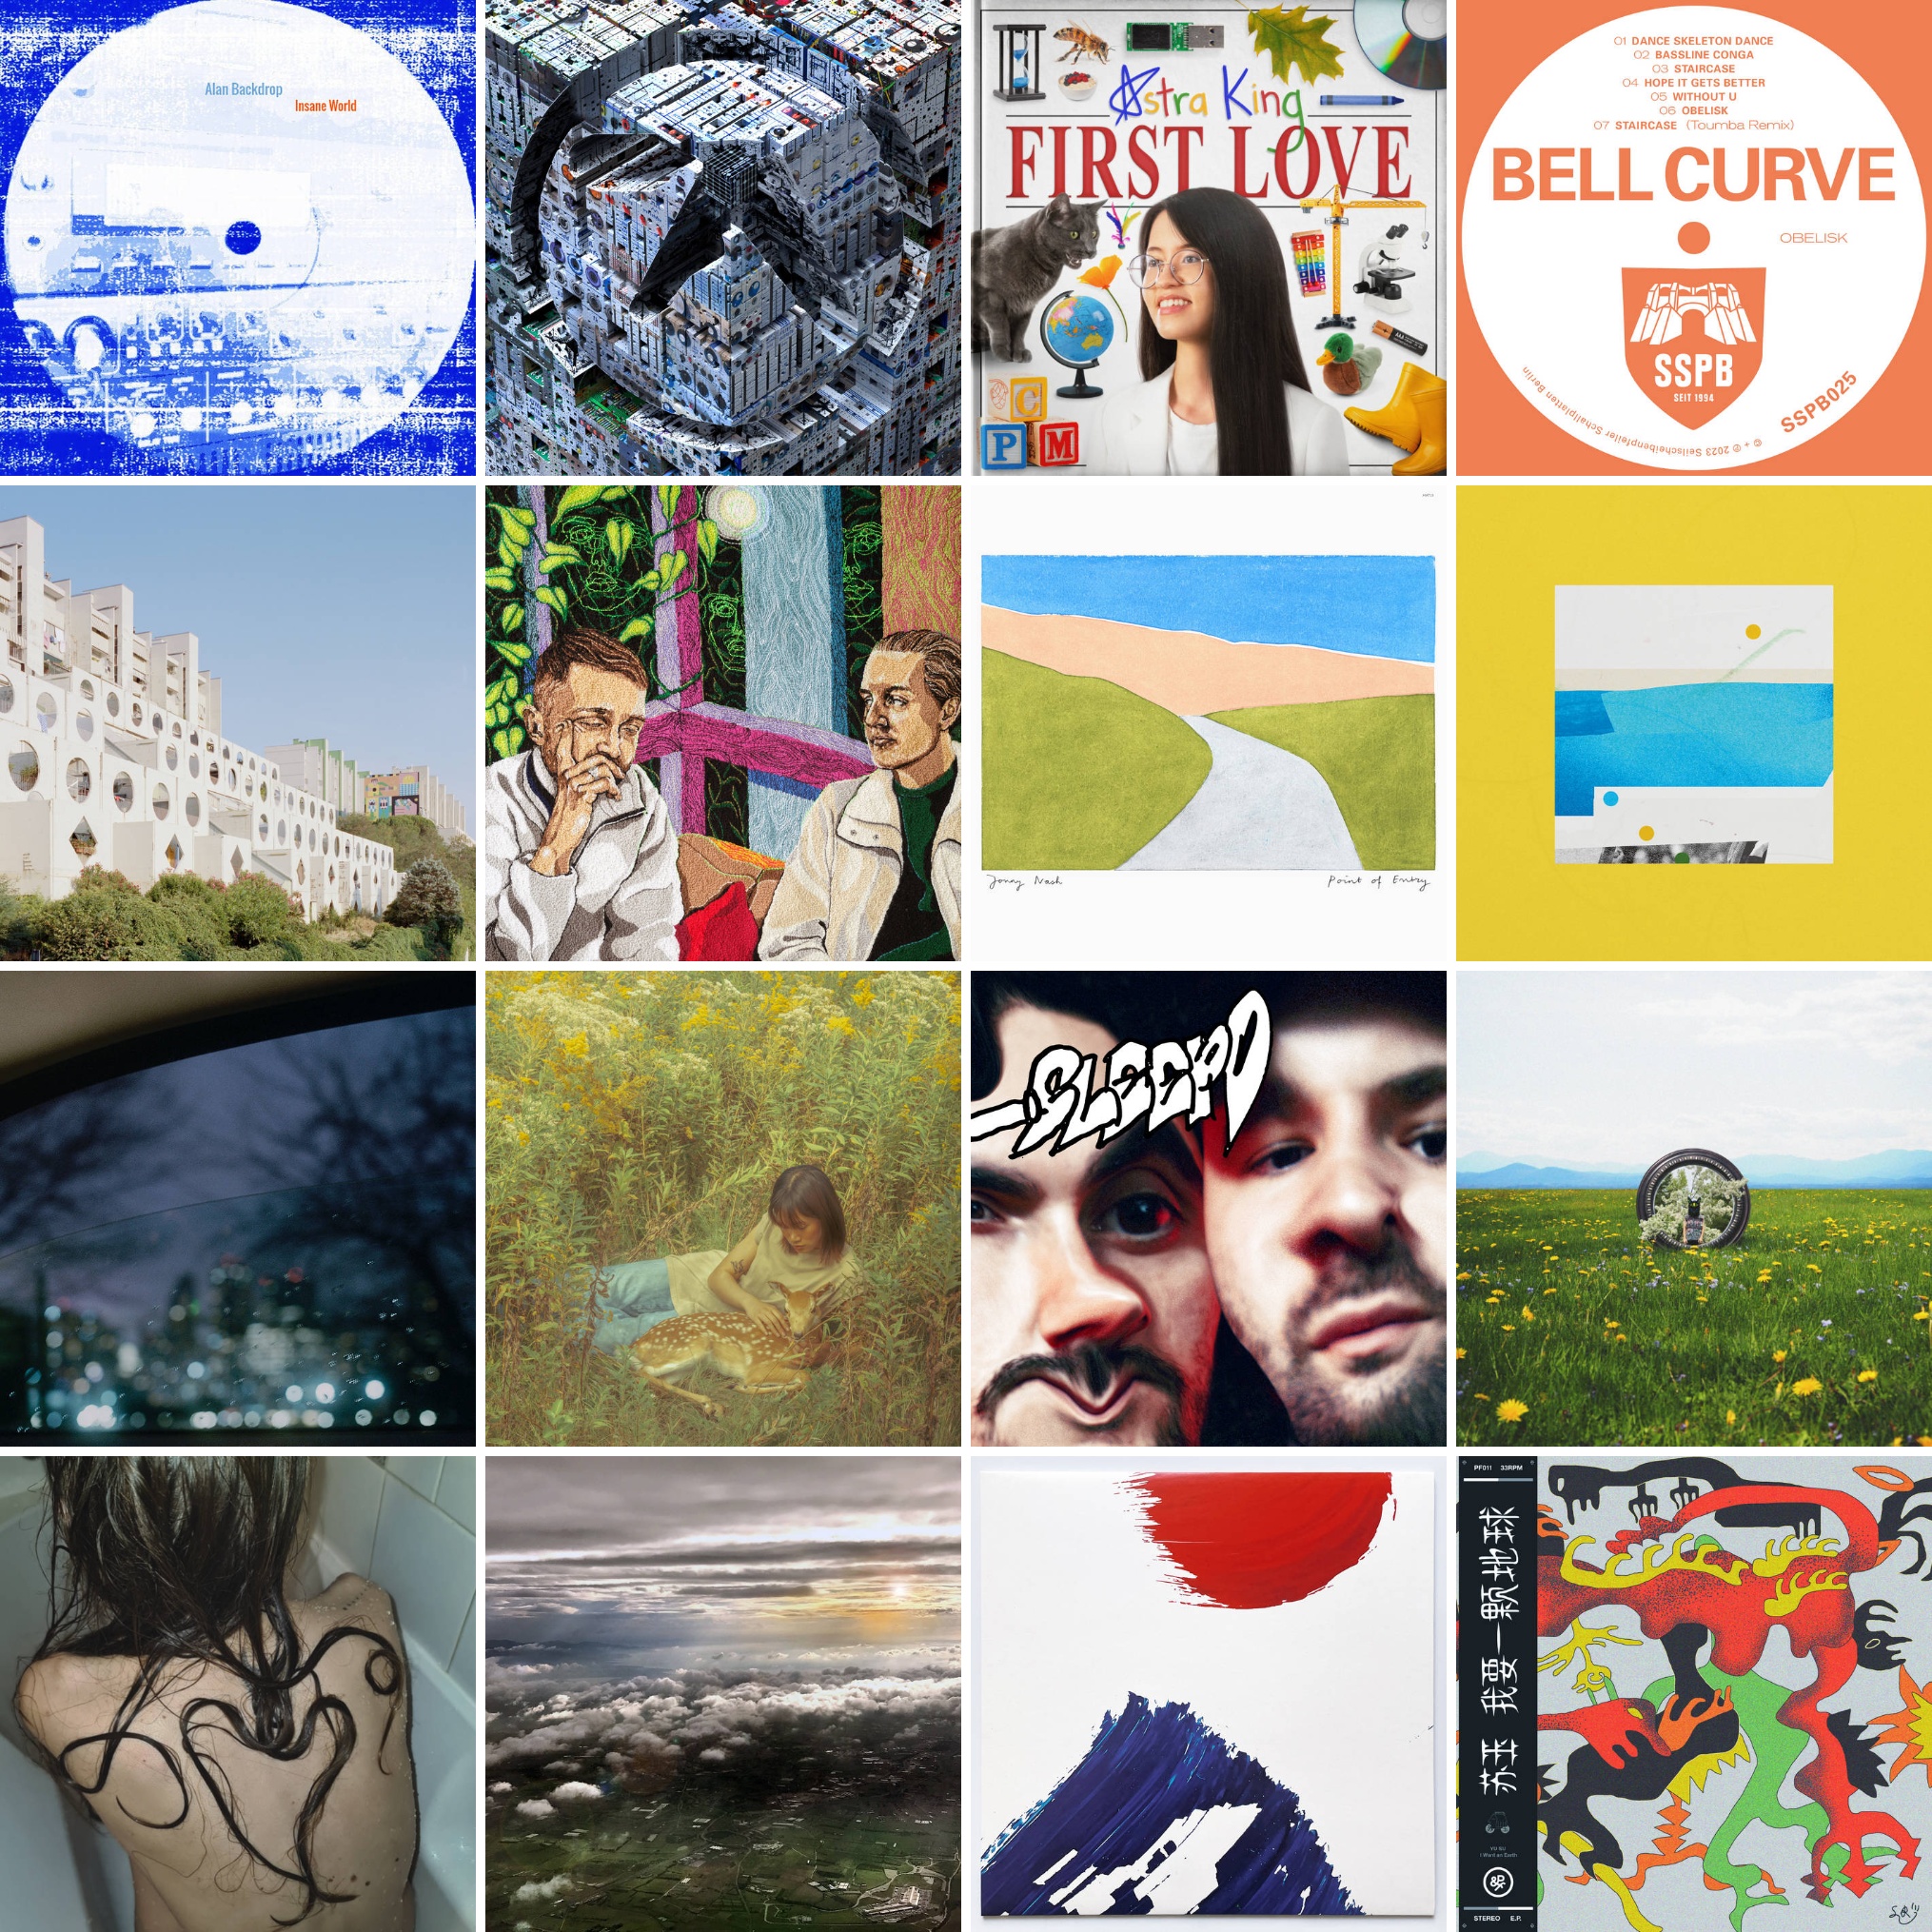 Alan Backdrop
Insane World
Astra King
FIRST LOVE
C
P M
01 DANCE SKELETON DANCE
02 BASSLINE CONGA
03 STAIRCASE
04 HOPE IT GETS BETTER
05 WITHOUT U
06 OBELISK
07 STAIRCASE (Toumba Remix)
BELL CURVE
OBELISK
SSPB
SEIT 1994
© + ℗ 2023 Seilscheibenpfeiler Schallplatten Berlin
SSPB025
Jonny Nash
Point of Entry
SLEEPD
PF011 33RPM
苏玉 我要一颗地球
YU SU
I Want an Earth
STEREO E.P.